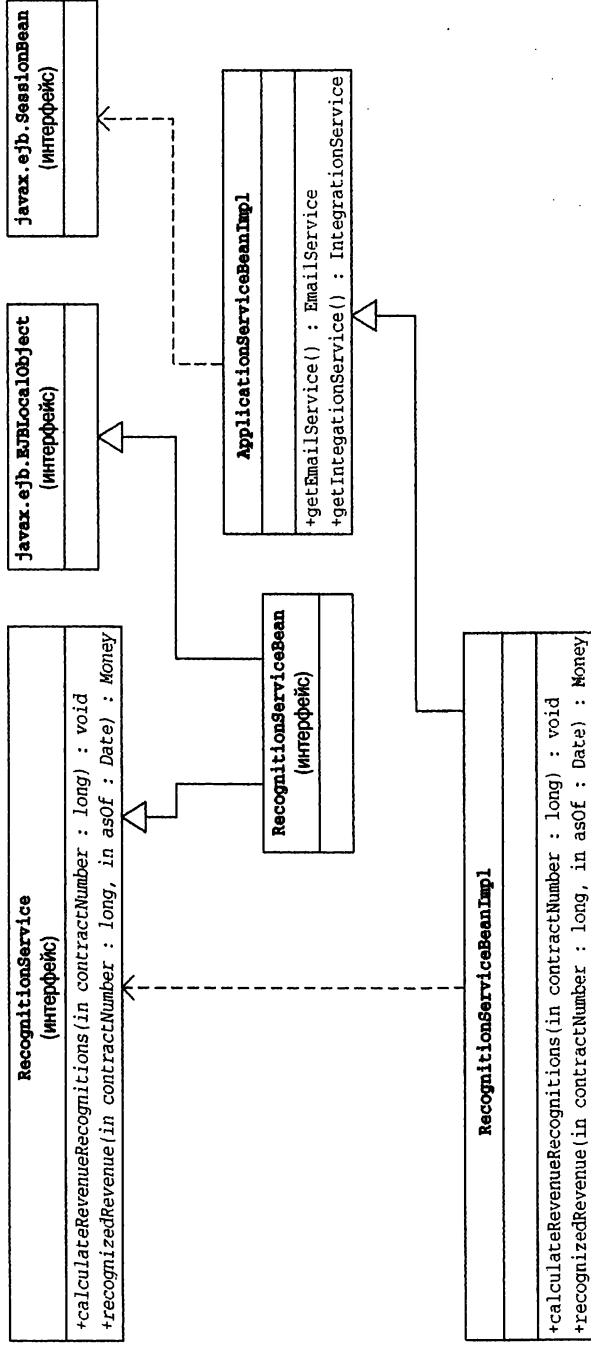 RecognitionService
(интерфейс)
+calculateRevenueRecognitions(in contractNumber : long) : void
+recognizedRevenue(in contractNumber : long, in asOf : Date) : Money
javax.ejb.EJBLocalObject
(интерфейс)
javax.ejb.SessionBean
(интерфейс)
RecognitionServiceBean
(интерфейс)
ApplicationServiceBeanImpl
+getEmailService() : EmailService
+getIntegationService() : IntegrationService
RecognitionServiceBeanImpl
+calculateRevenueRecognitions(in contractNumber : long) : void
+recognizedRevenue(in contractNumber : long, in asOf : Date) : Money